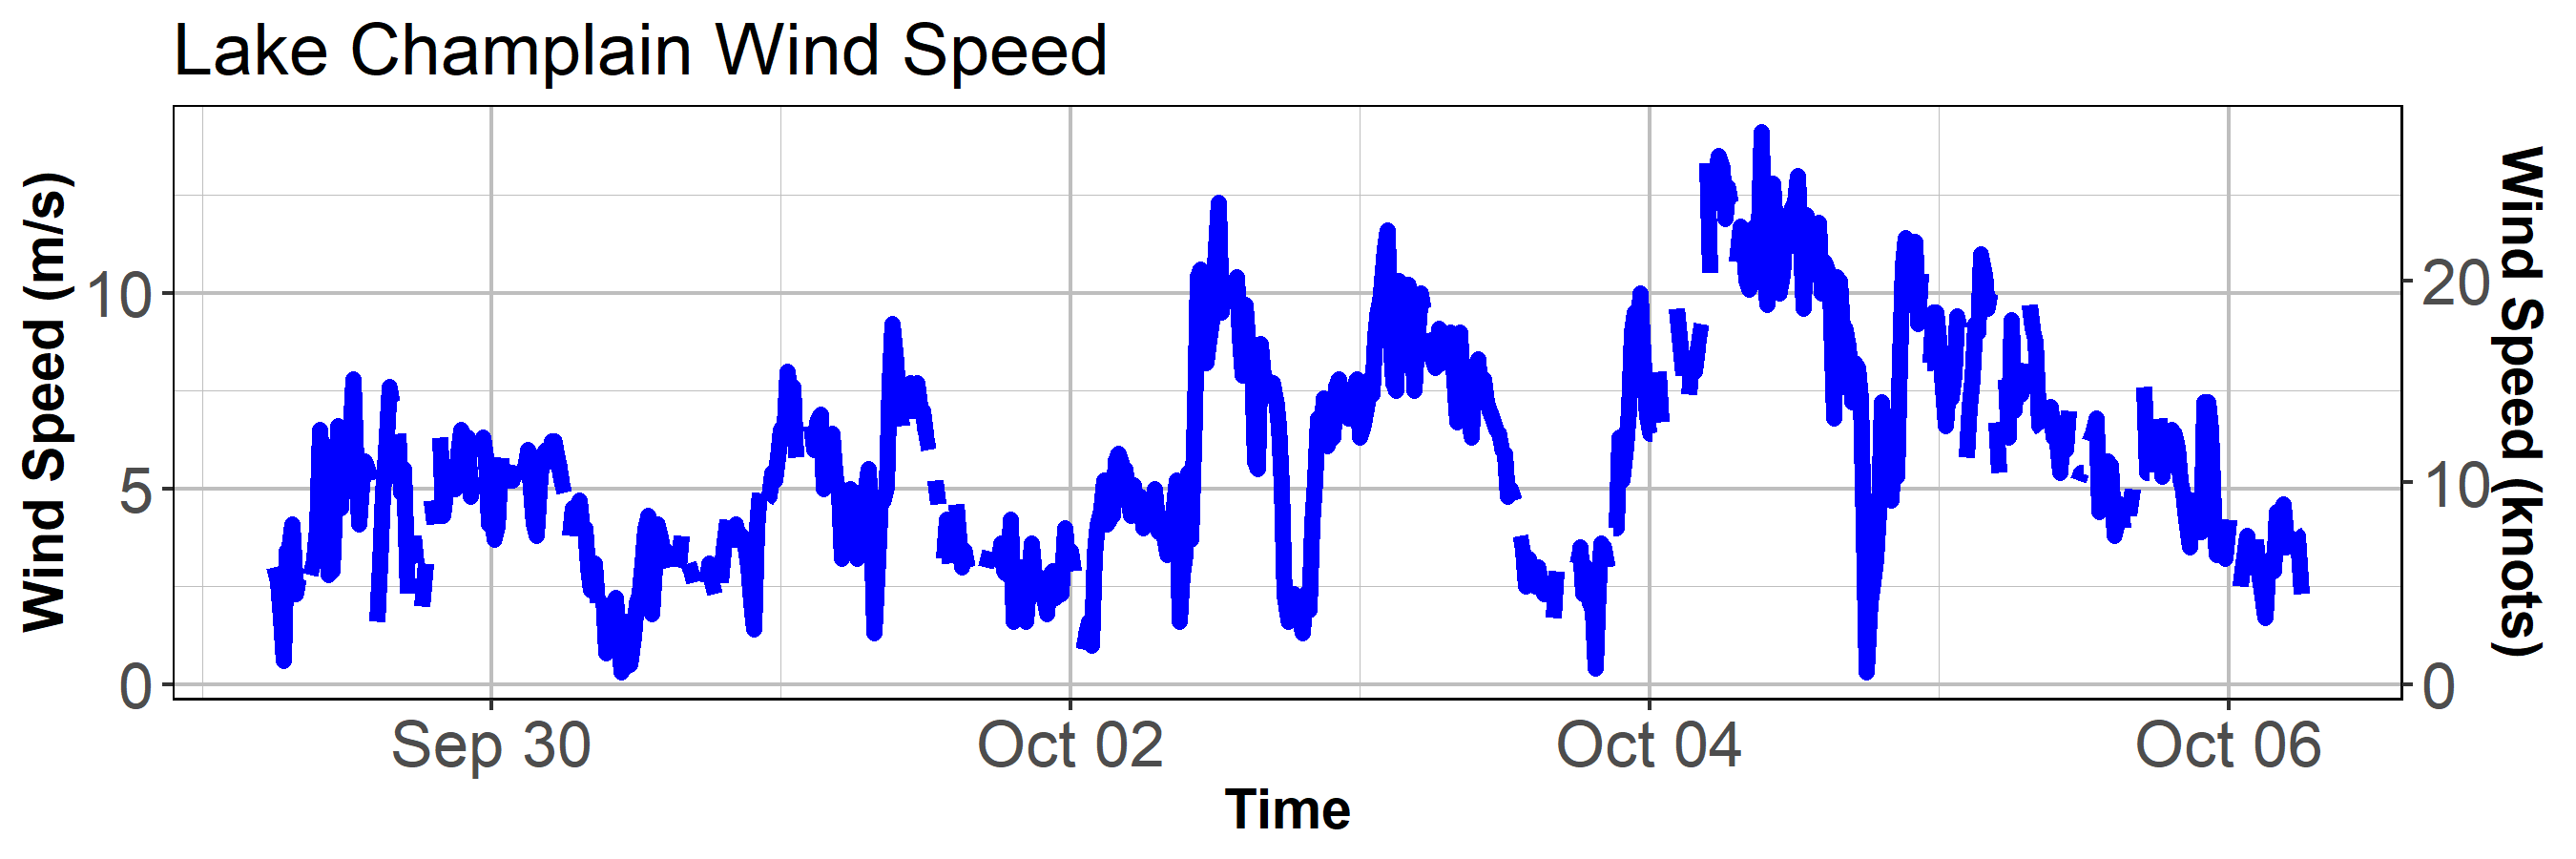 Lake Champlain Wind Speed
Wind Speed (m/s)
10
5
0
20
10
0
Wind Speed (knots)
Sep 30
Oct 02
Oct 04
Oct 06
Time